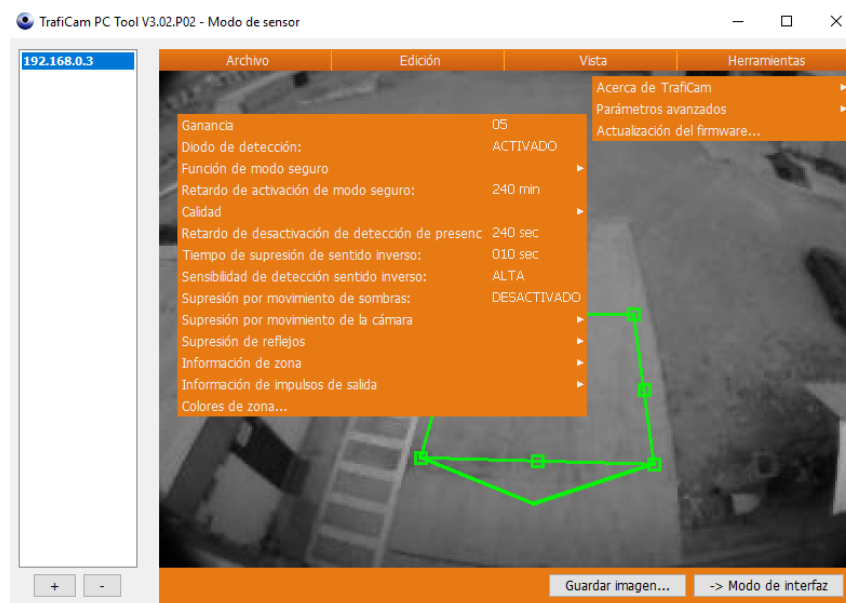 TrafiCam PC Tool V3.02.P02 - Modo de sensor
192.168.0.3
Archivo Edición Vista Herramientas
Acerca de TrafiCam
Parámetros avanzados
Actualización del firmware...
Ganancia 05
Diodo de detección: ACTIVADO
Función de modo seguro
Retardo de activación de modo seguro: 240 min
Calidad
Retardo de desactivación de detección de presenc 240 sec
Tiempo de supresión de sentido inverso: 010 sec
Sensibilidad de detección sentido inverso: ALTA
Supresión por movimiento de sombras: DESACTIVADO
Supresión por movimiento de la cámara
Supresión de reflejos
Información de zona
Información de impulsos de salida
Colores de zona...
+ - Guardar imagen... -> Modo de interfaz